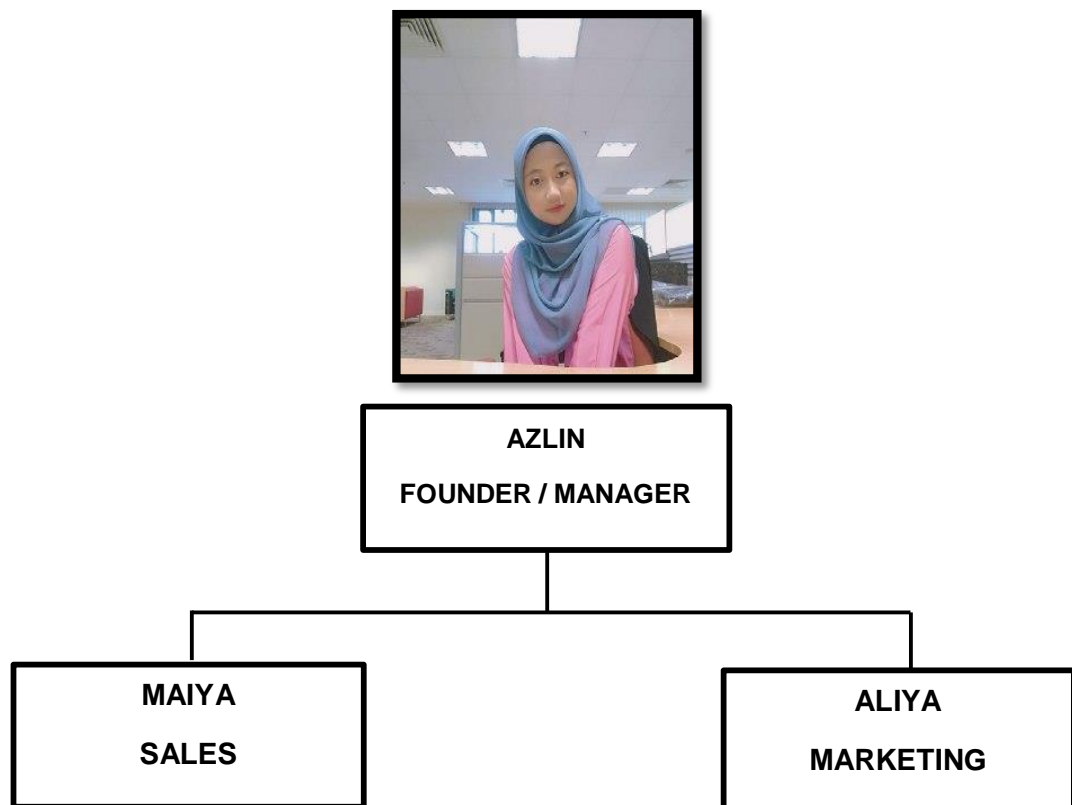 AZLIN
FOUNDER / MANAGER
MAIYA
SALES
ALIYA
MARKETING